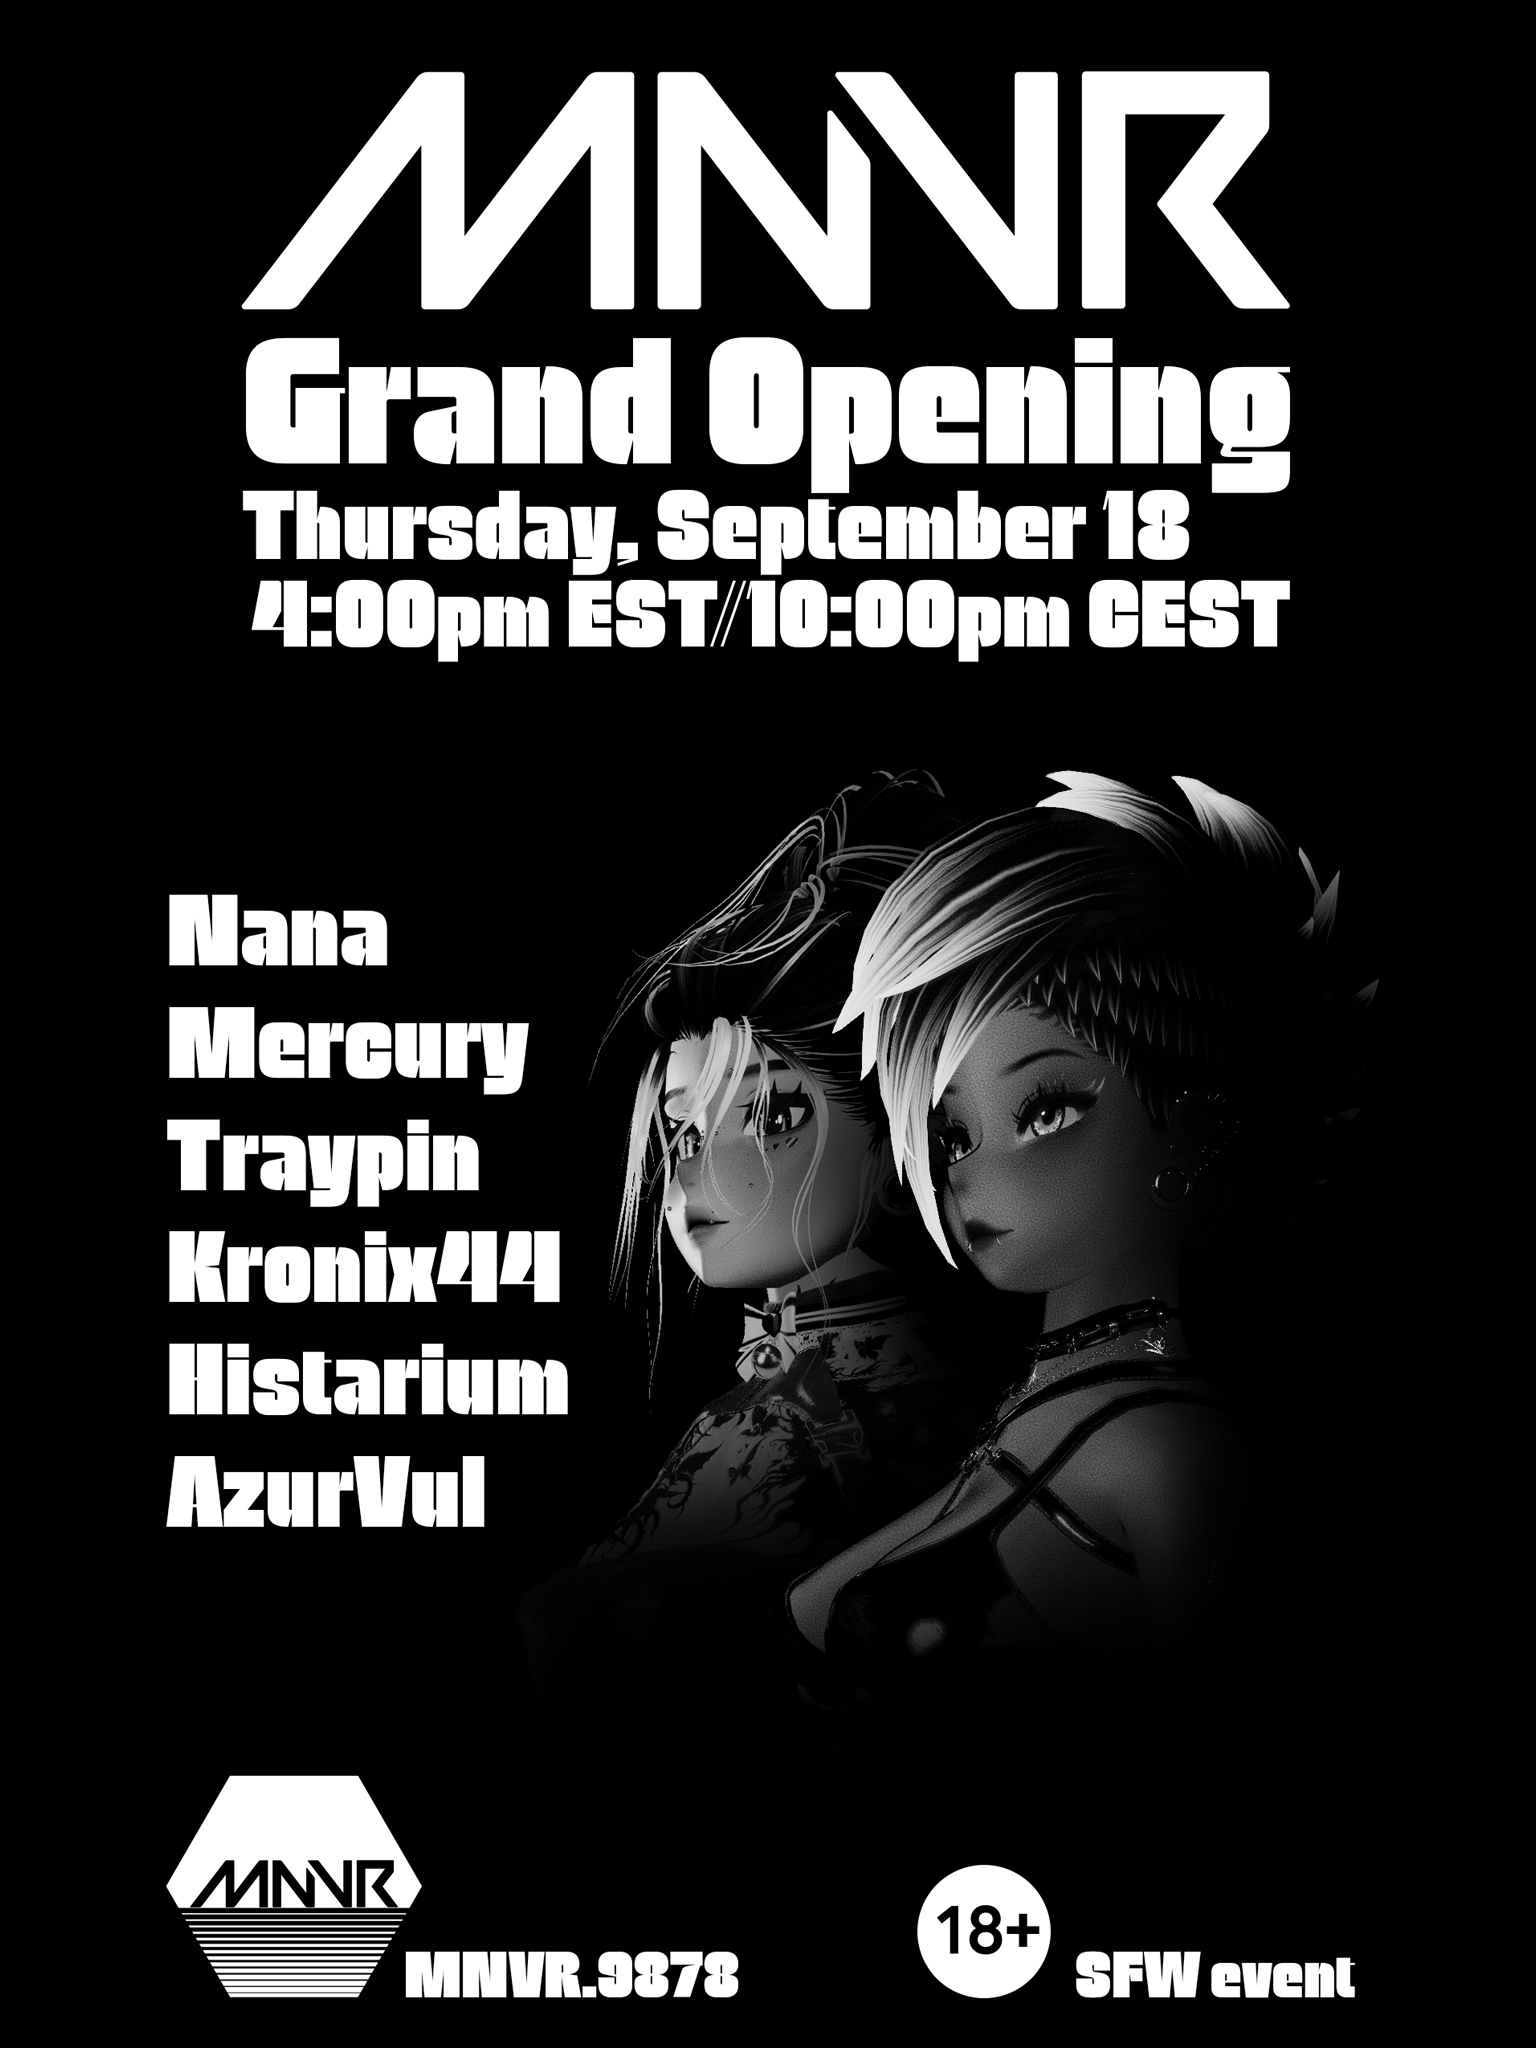 MNVR
Grand Opening
Thursday, September 18
4:00pm EST//10:00pm CEST
Nana
Mercury
Traypin
Kronix44
Histarium
AzurVul
MNVR
MNVR.9878
18+
SFW event